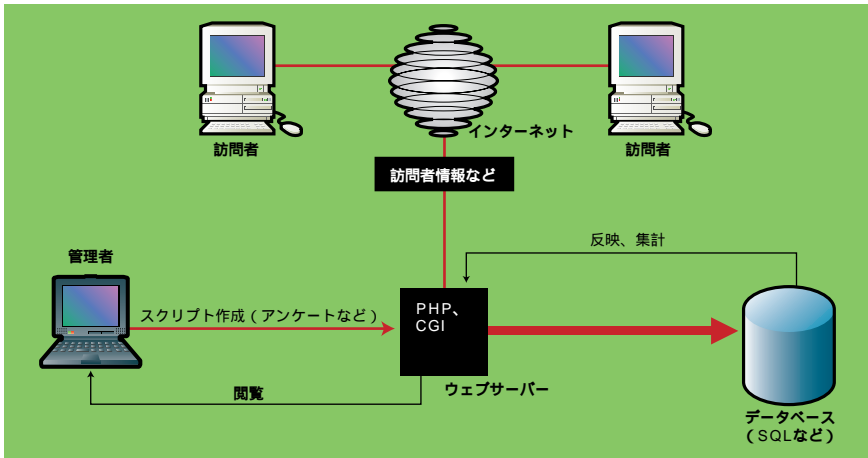 訪問者
インターネット
訪問者
訪問者情報など
反映、集計
管理者
スクリプト作成（アンケートなど）
PHP、
CGI
閲覧
ウェブサーバー
データベース
（SQLなど）